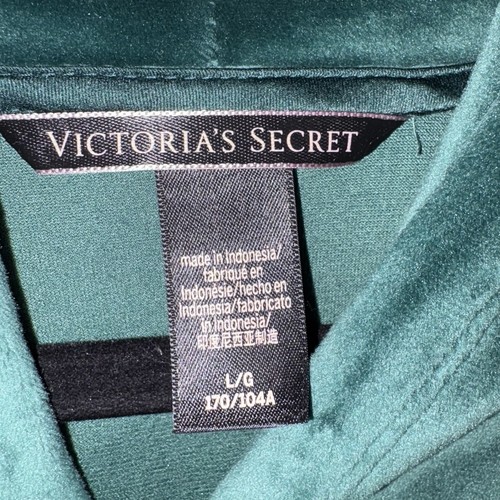 VICTORIA'S SECRET
made in Indonesia/
fabriqué en
Indonésie/hecho en
Indonesia/fabbricato
in Indonesia/
印度尼西亚制造
L/G
170/104A